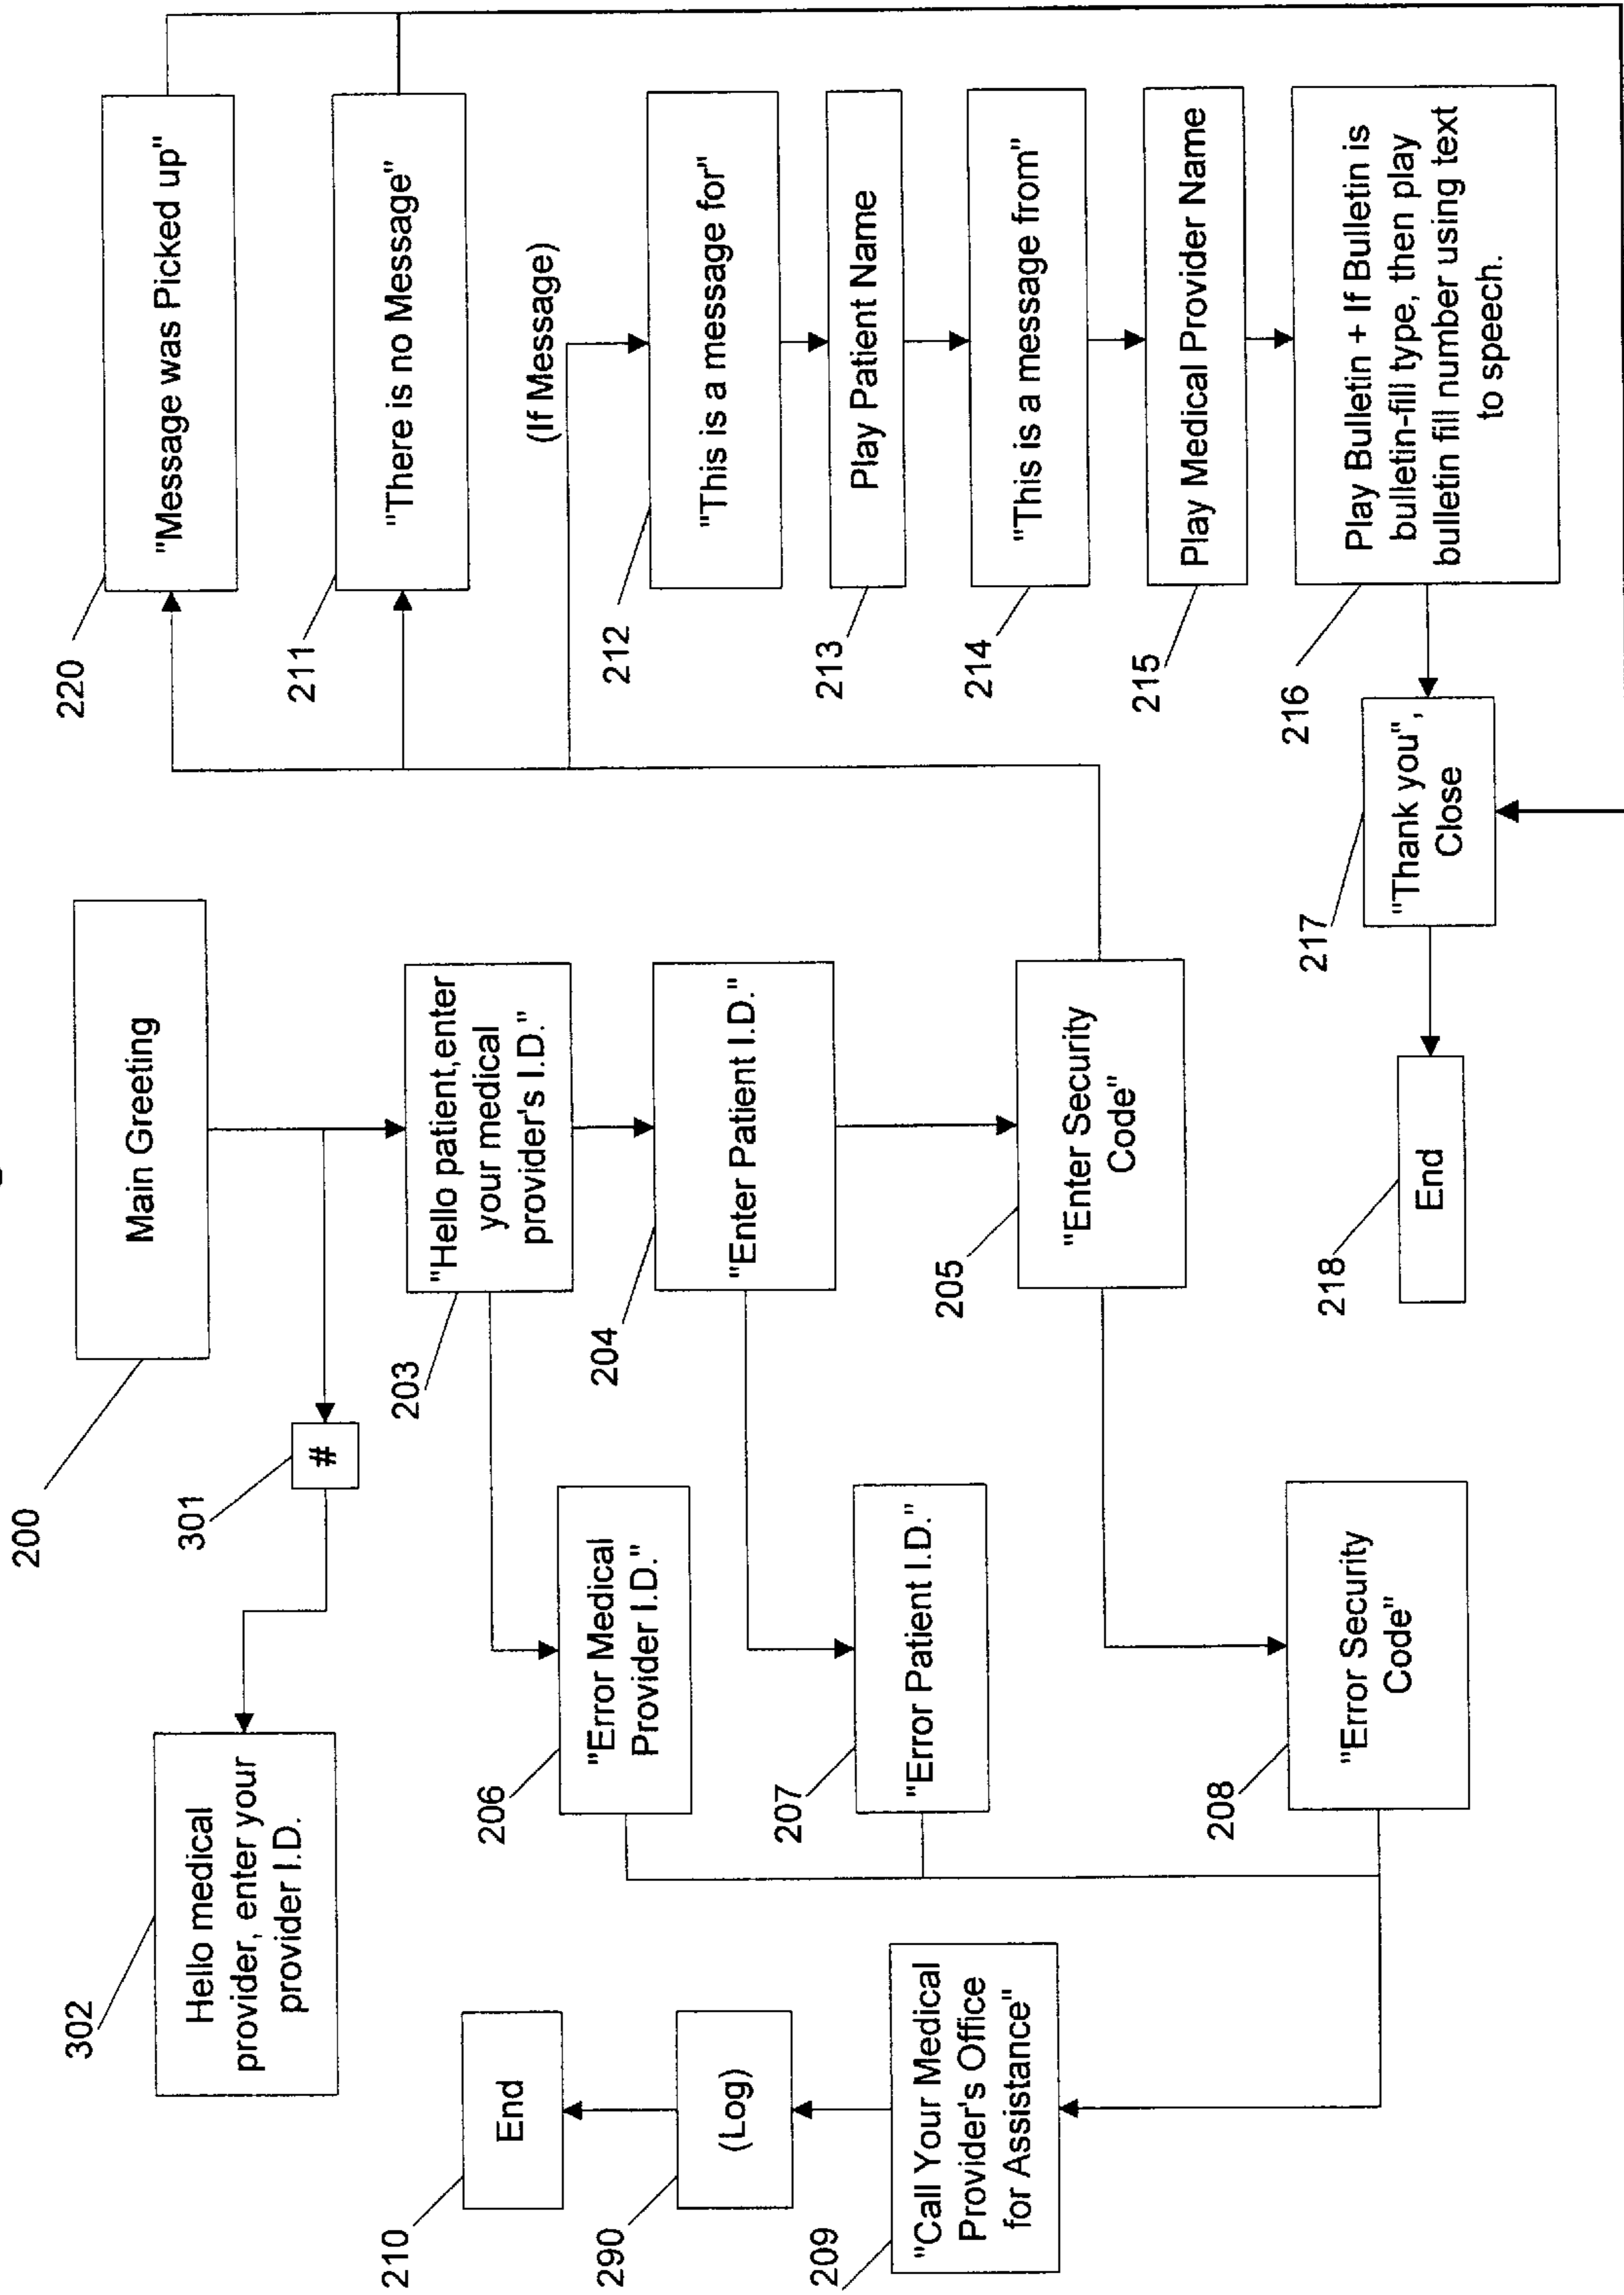 200
Main Greeting
301
#
302
Hello medical
provider, enter your
provider I.D.
203
"Hello patient,enter
your medical
provider's I.D."
204
"Enter Patient I.D."
205
"Enter Security
Code"
206
"Error Medical
Provider I.D."
207
"Error Patient I.D."
208
"Error Security
Code"
209
"Call Your Medical
Provider's Office
for Assistance"
290
(Log)
210
End
220
"Message was Picked up"
211
"There is no Message"
(If Message)
212
"This is a message for"
213
Play Patient Name
214
"This is a message from"
215
Play Medical Provider Name
216
Play Bulletin + If Bulletin is
bulletin-fill type, then play
bulletin fill number using text
to speech.
217
"Thank you",
Close
218
End